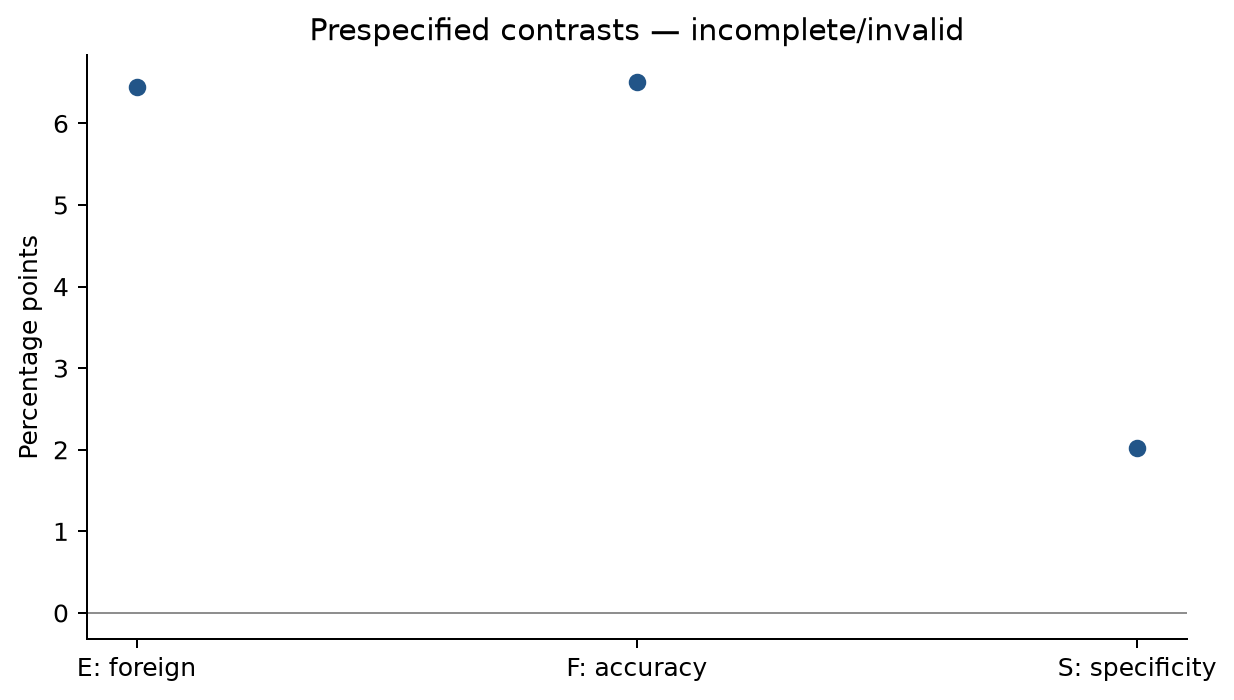 Prespecified contrasts — incomplete/invalid
Percentage points
6
5
4
3
2
1
0
E: foreign
F: accuracy
S: specificity